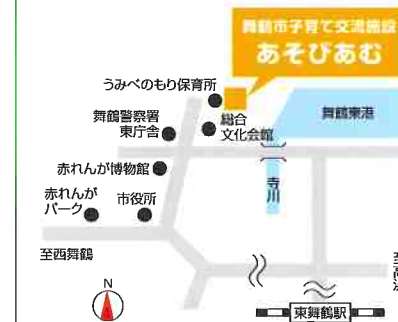 舞鶴市子育て交流施設
あそびあむ
うみべのもり保育所
舞鶴警察署
東庁舎
総合
文化会館
舞鶴東港
赤れんが博物館
寺川
赤れんが
パーク
市役所
至西舞鶴
N
東舞鶴駅